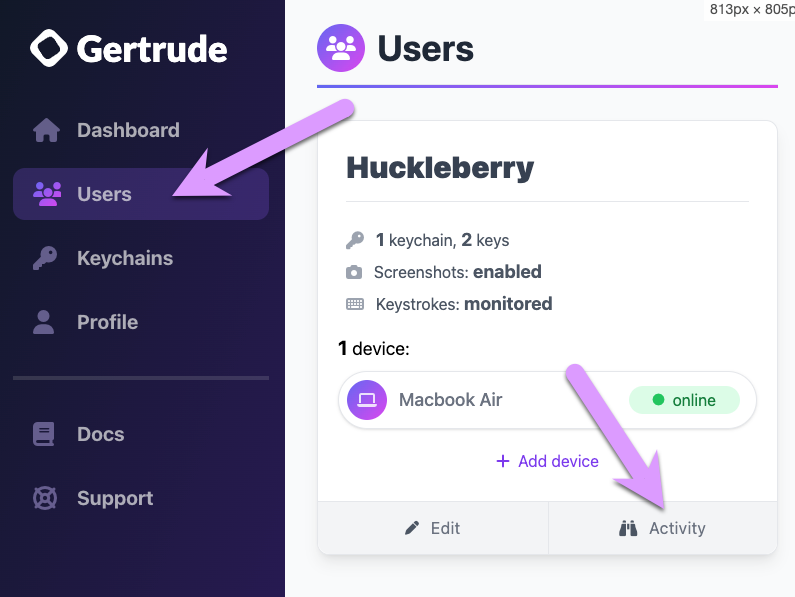 813px × 805p
Gertrude
Users
Dashboard
Users
Keychains
Profile
Docs
Support
Huckleberry
1 keychain, 2 keys
Screenshots: enabled
Keystrokes: monitored
1 device:
Macbook Air
online
+ Add device
Edit
Activity